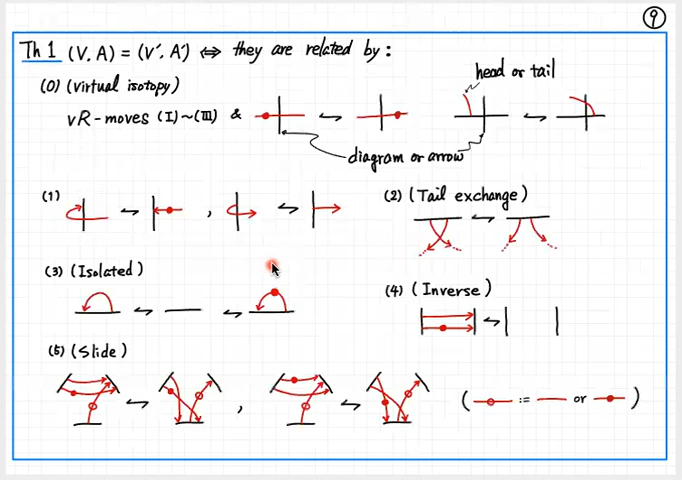 9
Th 1 (V, A) = (V', A') ⇔ they are related by :
(0) (virtual isotopy)
head or tail
vR-moves (I)~(III) &
diagram or arrow
(1)
,
(2) (Tail exchange)
(3) (Isolated)
(4) (Inverse)
(5) (Slide)
, ( := or )